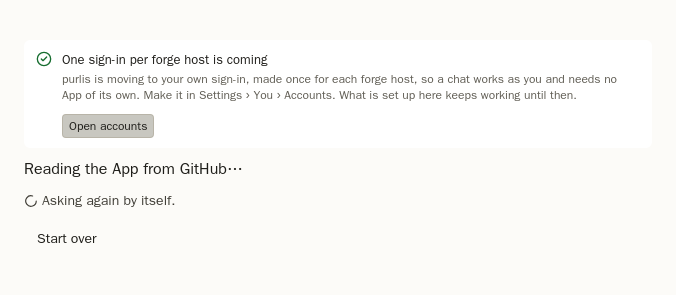 One sign-in per forge host is coming
purlis is moving to your own sign-in, made once for each forge host, so a chat works as you and needs no
App of its own. Make it in Settings › You › Accounts. What is set up here keeps working until then.
Open accounts
Reading the App from GitHub…
Asking again by itself.
Start over